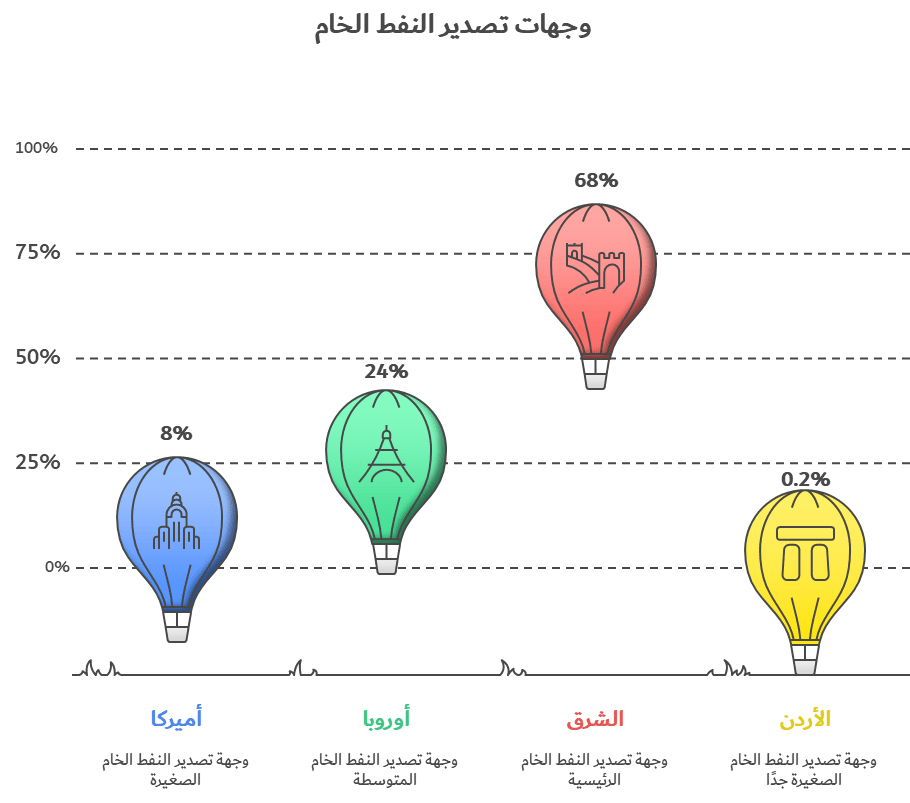 وجهات تصدير النفط الخام
100%
68%
75%
50%
24%
8%
25%
0.2%
0%
أميركا
أوروبا
الشرق
الأردن
وجهة تصدير النفط الخام
الصغيرة
وجهة تصدير النفط الخام
المتوسطة
وجهة تصدير النفط الخام
الرئيسية
وجهة تصدير النفط الخام
الصغيرة جدًا